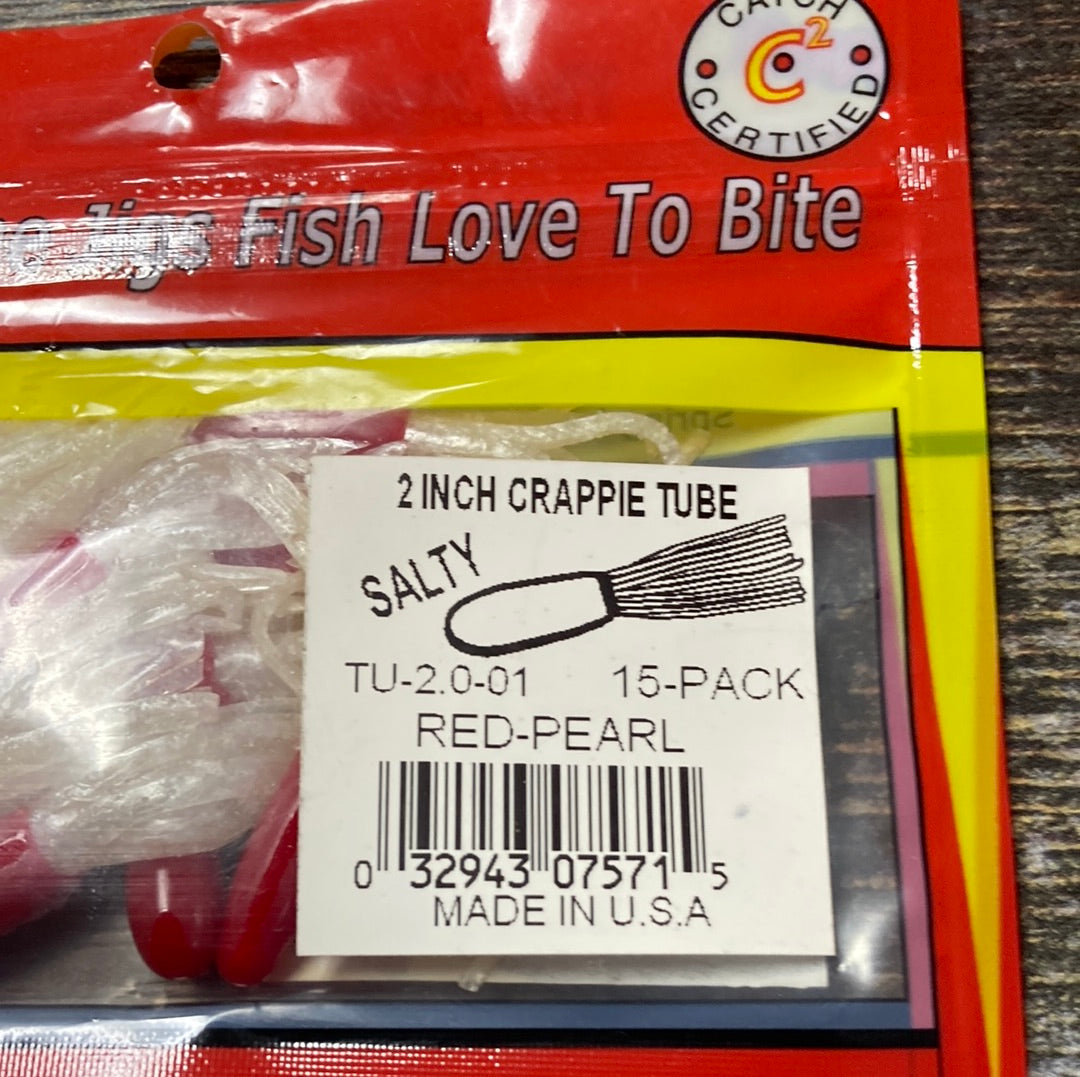 CATCH
C2
CERTIFIED
Jigs Fish Love To Bite
2 INCH CRAPPIE TUBE
SALTY
TU-2.0-01 15-PACK
RED-PEARL
0 32943 07571 5
MADE IN U.S.A